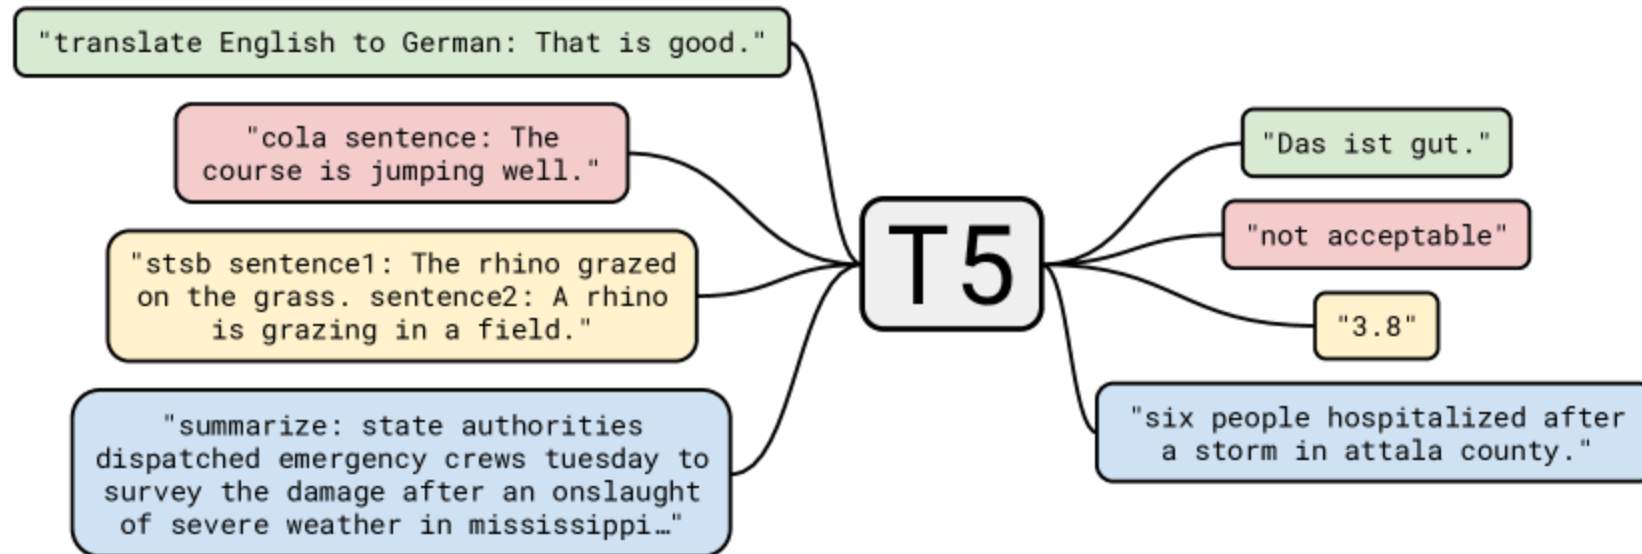 "translate English to German: That is good."
"cola sentence: The
course is jumping well."
"stsb sentence1: The rhino grazed
on the grass. sentence2: A rhino
is grazing in a field."
"summarize: state authorities
dispatched emergency crews tuesday to
survey the damage after an onslaught
of severe weather in mississippi…"
T5
"Das ist gut."
"not acceptable"
"3.8"
"six people hospitalized after
a storm in attala county."